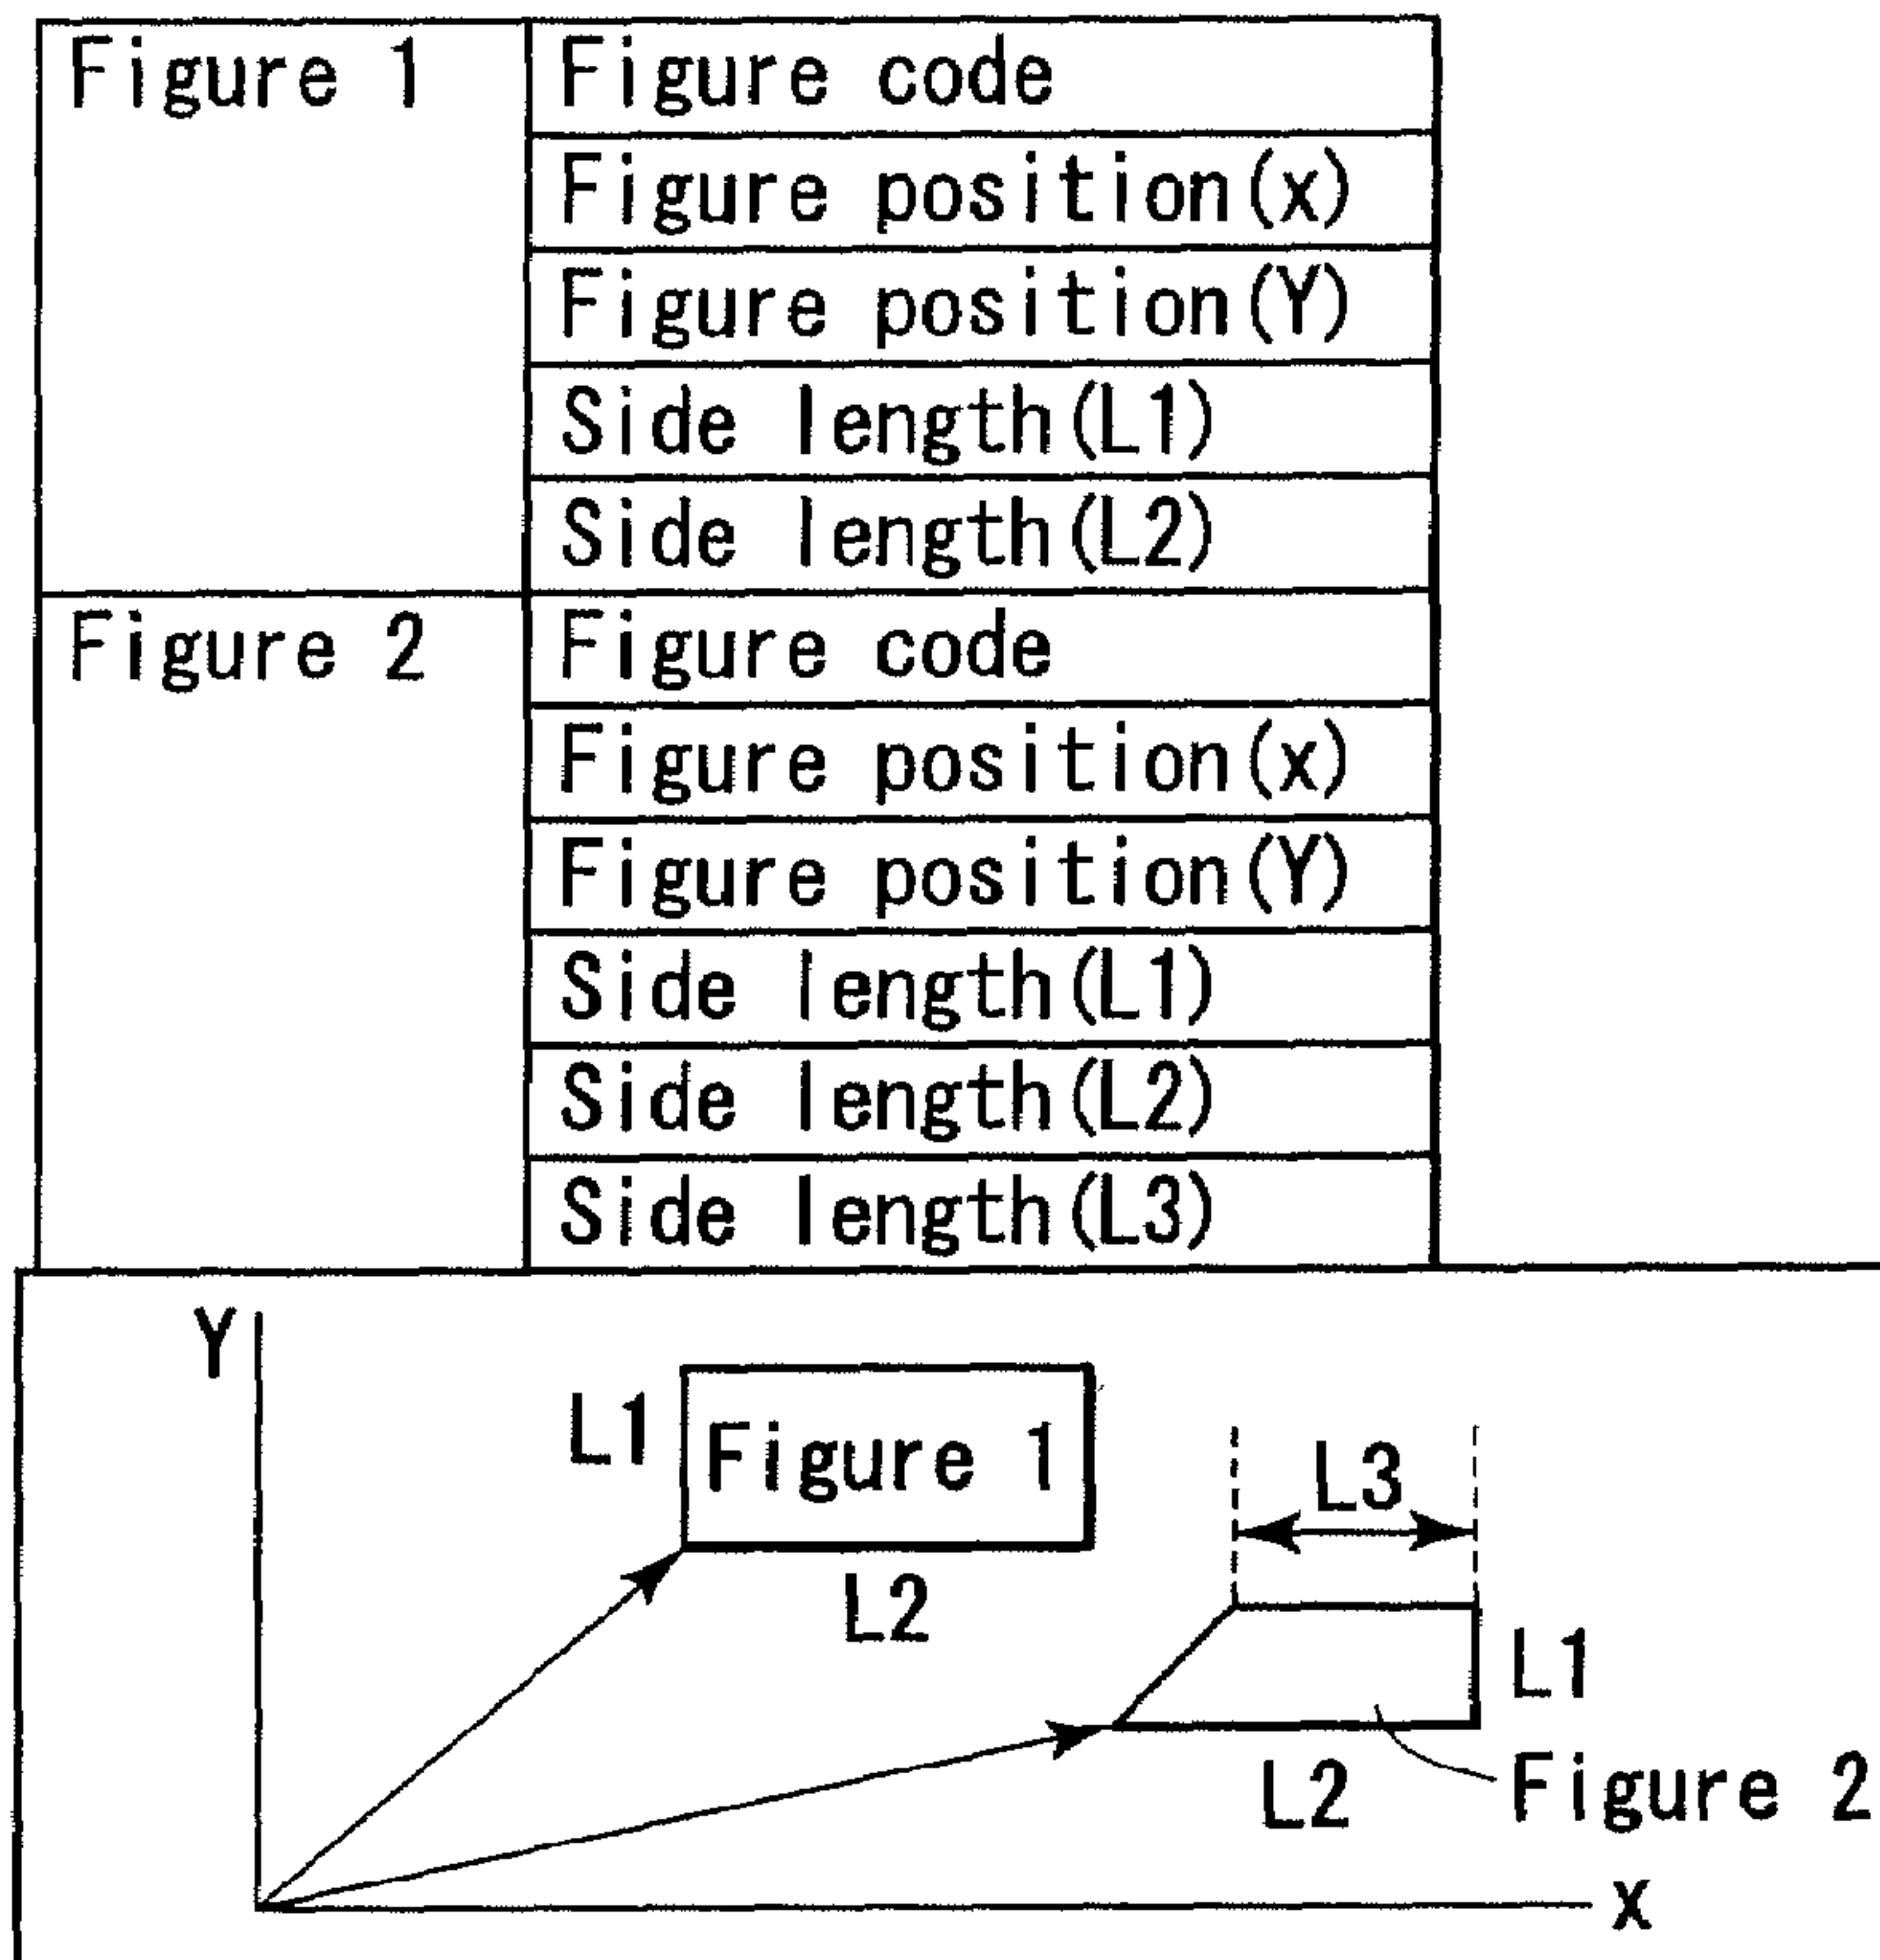 Figure 1 Figure code
Figure position(x)
Figure position(Y)
Side length(L1)
Side length(L2)
Figure 2 Figure code
Figure position(x)
Figure position(Y)
Side length(L1)
Side length(L2)
Side length(L3)
Y
L1 Figure 1
L3
L2
L1
L2 Figure 2
X